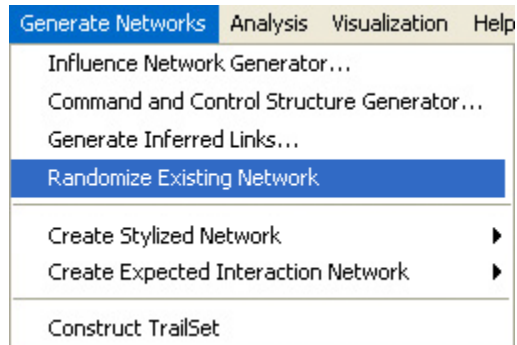 Generate Networks Analysis Visualization Help
Influence Network Generator...
Command and Control Structure Generator...
Generate Inferred Links...
Randomize Existing Network
Create Stylized Network
Create Expected Interaction Network
Construct TrailSet